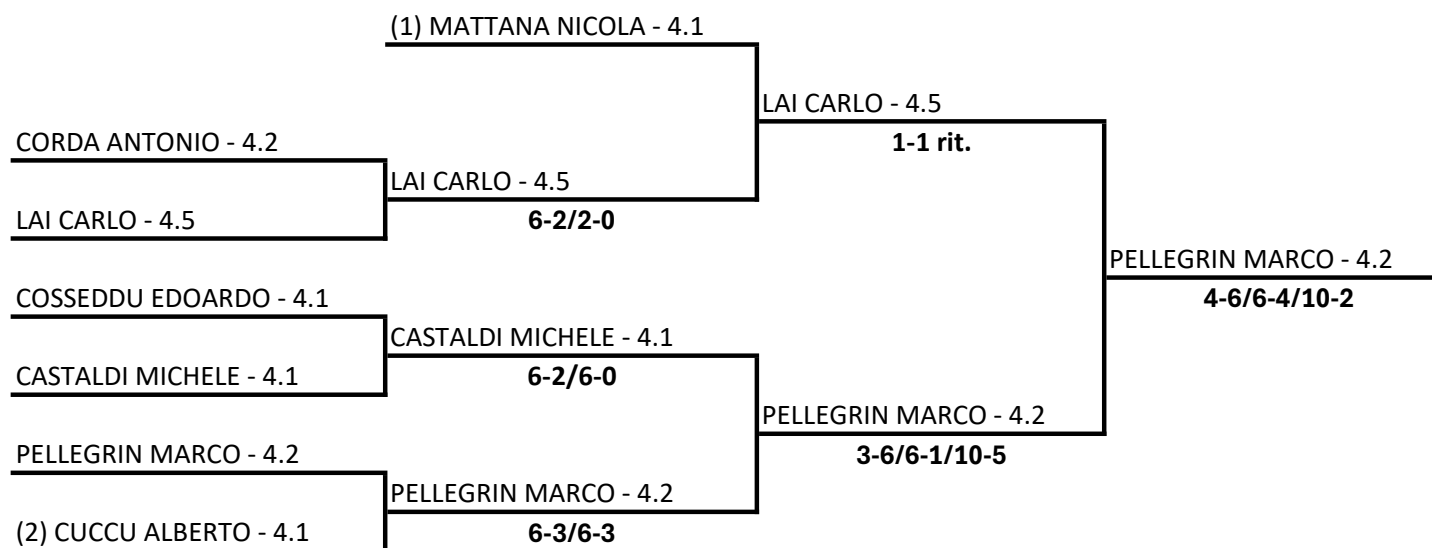 (1) MATTANA NICOLA - 4.1
LAI CARLO - 4.5
CORDA ANTONIO - 4.2
1-1 rit.
LAI CARLO - 4.5
LAI CARLO - 4.5
6-2/2-0
PELLEGRIN MARCO - 4.2
COSSEDDU EDOARDO - 4.1
4-6/6-4/10-2
CASTALDI MICHELE - 4.1
CASTALDI MICHELE - 4.1
6-2/6-0
PELLEGRIN MARCO - 4.2
PELLEGRIN MARCO - 4.2
3-6/6-1/10-5
PELLEGRIN MARCO - 4.2
(2) CUCCU ALBERTO - 4.1
6-3/6-3